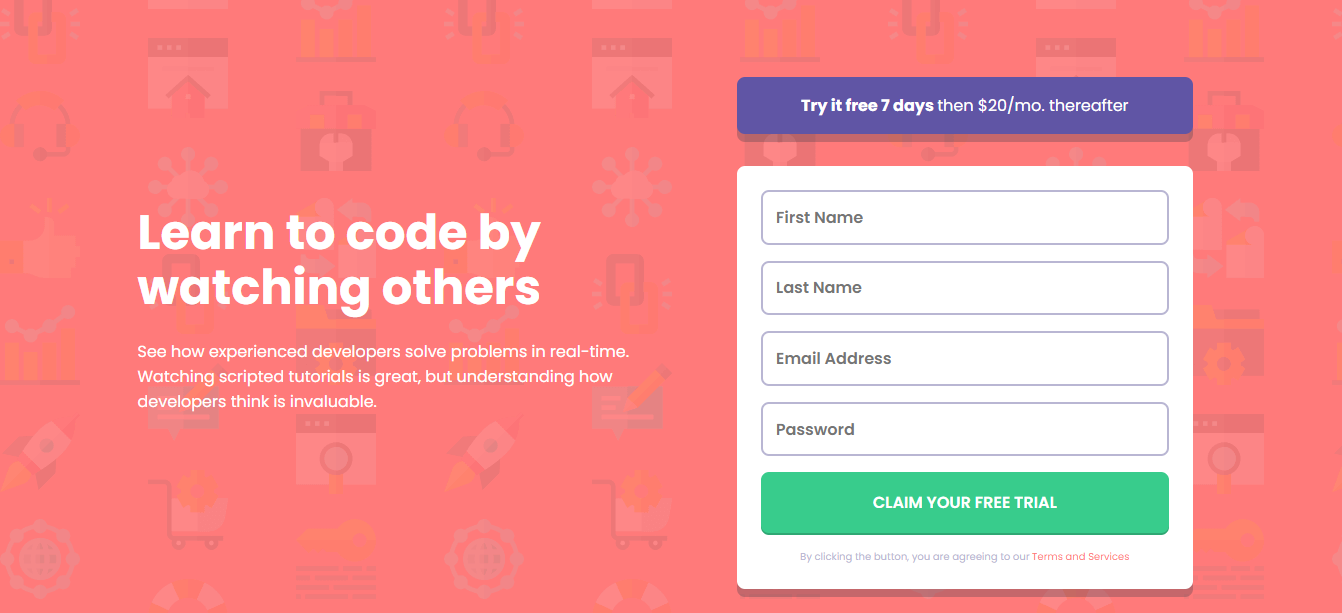 Learn to code by
watching others
See how experienced developers solve problems in real-time.
Watching scripted tutorials is great, but understanding how
developers think is invaluable.
Try it free 7 days then $20/mo. thereafter
First Name
Last Name
Email Address
Password
CLAIM YOUR FREE TRIAL
By clicking the button, you are agreeing to our Terms and Services